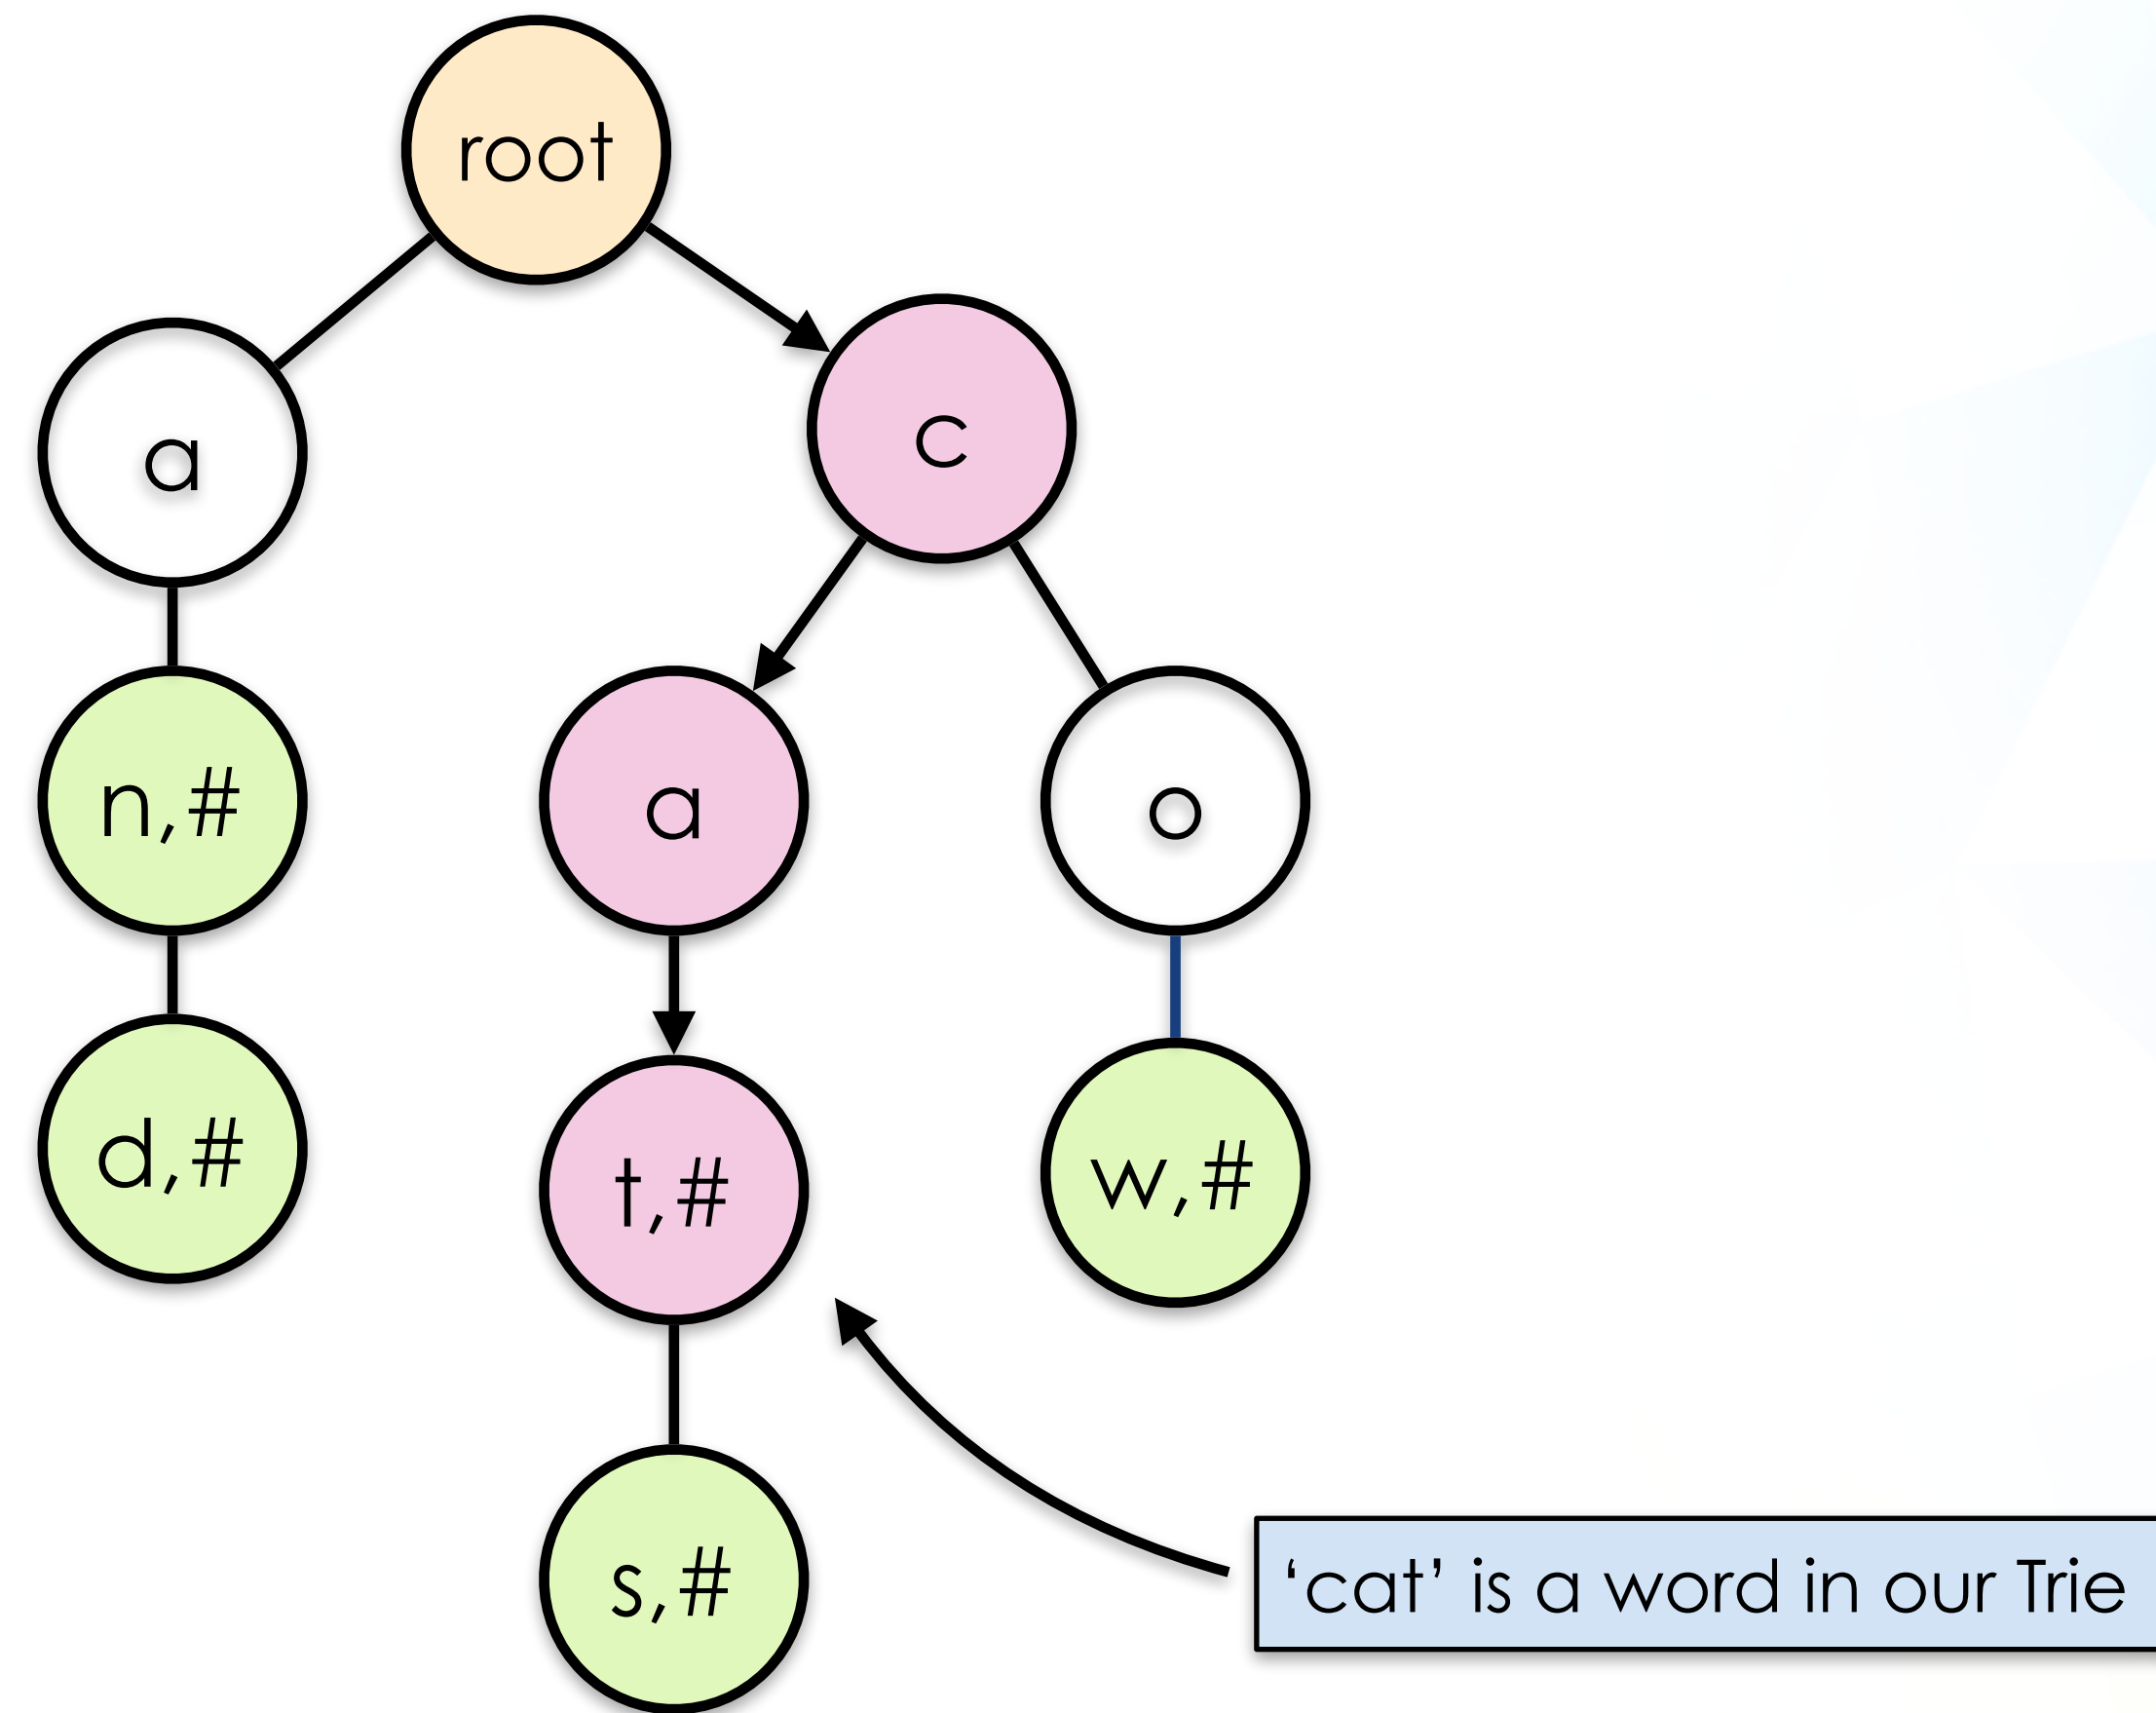 root
a
c
n,#
a
o
d,#
t,#
w,#
s,#
‘cat’ is a word in our Trie